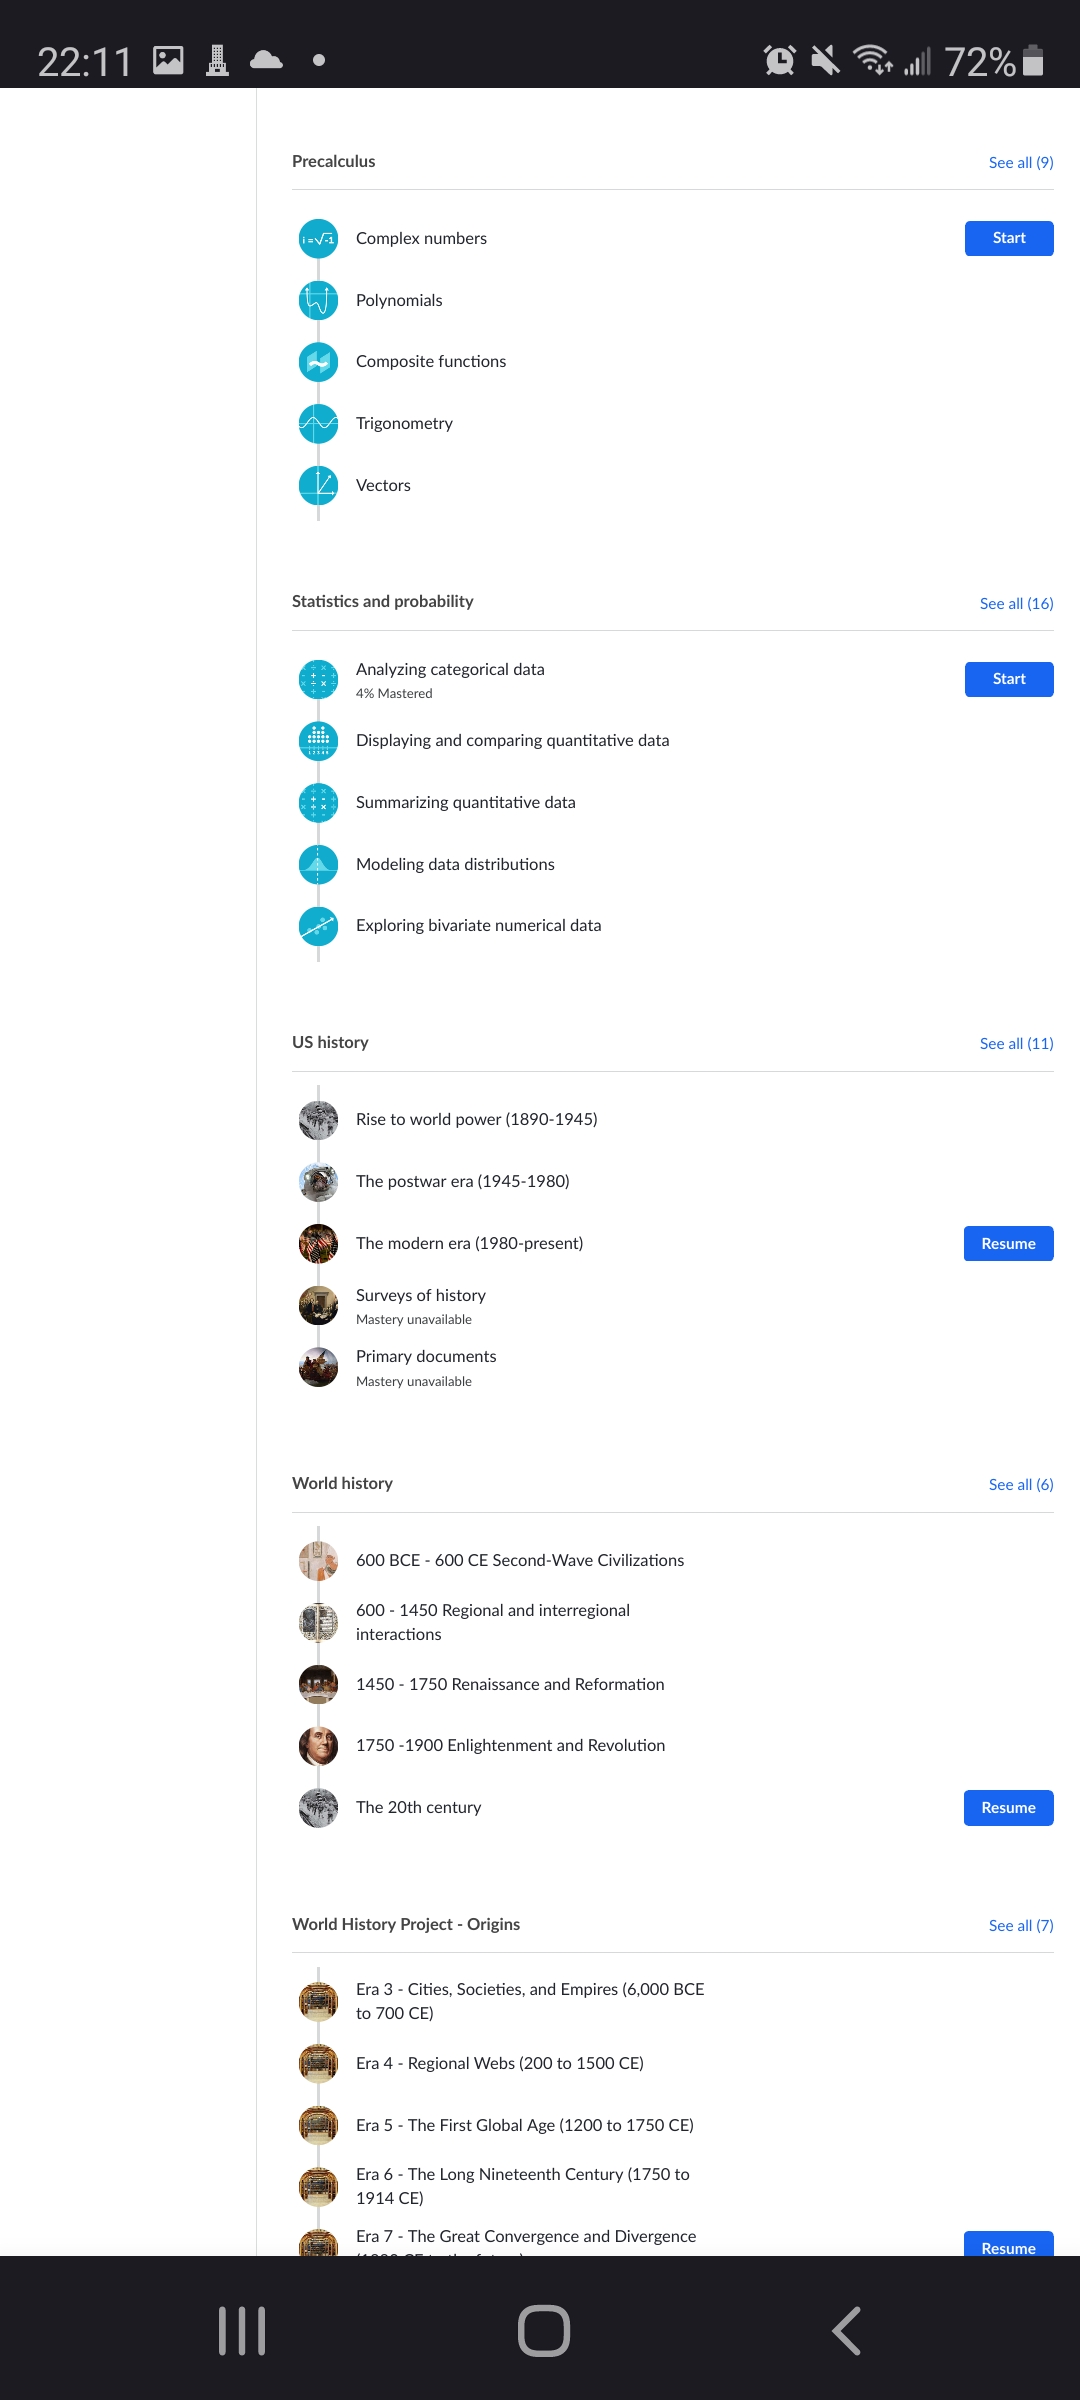 22:11
72%
Precalculus
See all (9)
i=√-1
Complex numbers
Start
Polynomials
Composite functions
Trigonometry
Vectors
Statistics and probability
See all (16)
Analyzing categorical data
4% Mastered
Start
Displaying and comparing quantitative data
Summarizing quantitative data
Modeling data distributions
Exploring bivariate numerical data
US history
See all (11)
Rise to world power (1890-1945)
The postwar era (1945-1980)
The modern era (1980-present)
Resume
Surveys of history
Mastery unavailable
Primary documents
Mastery unavailable
World history
See all (6)
600 BCE - 600 CE Second-Wave Civilizations
600 - 1450 Regional and interregional
interactions
1450 - 1750 Renaissance and Reformation
1750 -1900 Enlightenment and Revolution
The 20th century
Resume
World History Project - Origins
See all (7)
Era 3 - Cities, Societies, and Empires (6,000 BCE
to 700 CE)
Era 4 - Regional Webs (200 to 1500 CE)
Era 5 - The First Global Age (1200 to 1750 CE)
Era 6 - The Long Nineteenth Century (1750 to
1914 CE)
Era 7 - The Great Convergence and Divergence
Resume